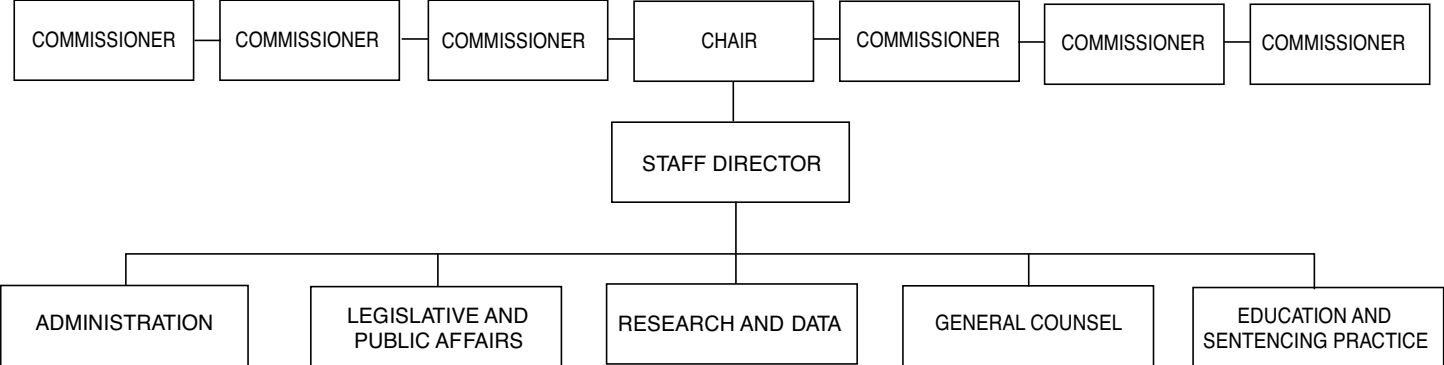 COMMISSIONER
COMMISSIONER
COMMISSIONER
CHAIR
COMMISSIONER
COMMISSIONER
COMMISSIONER
STAFF DIRECTOR
ADMINISTRATION
LEGISLATIVE AND
PUBLIC AFFAIRS
RESEARCH AND DATA
GENERAL COUNSEL
EDUCATION AND
SENTENCING PRACTICE